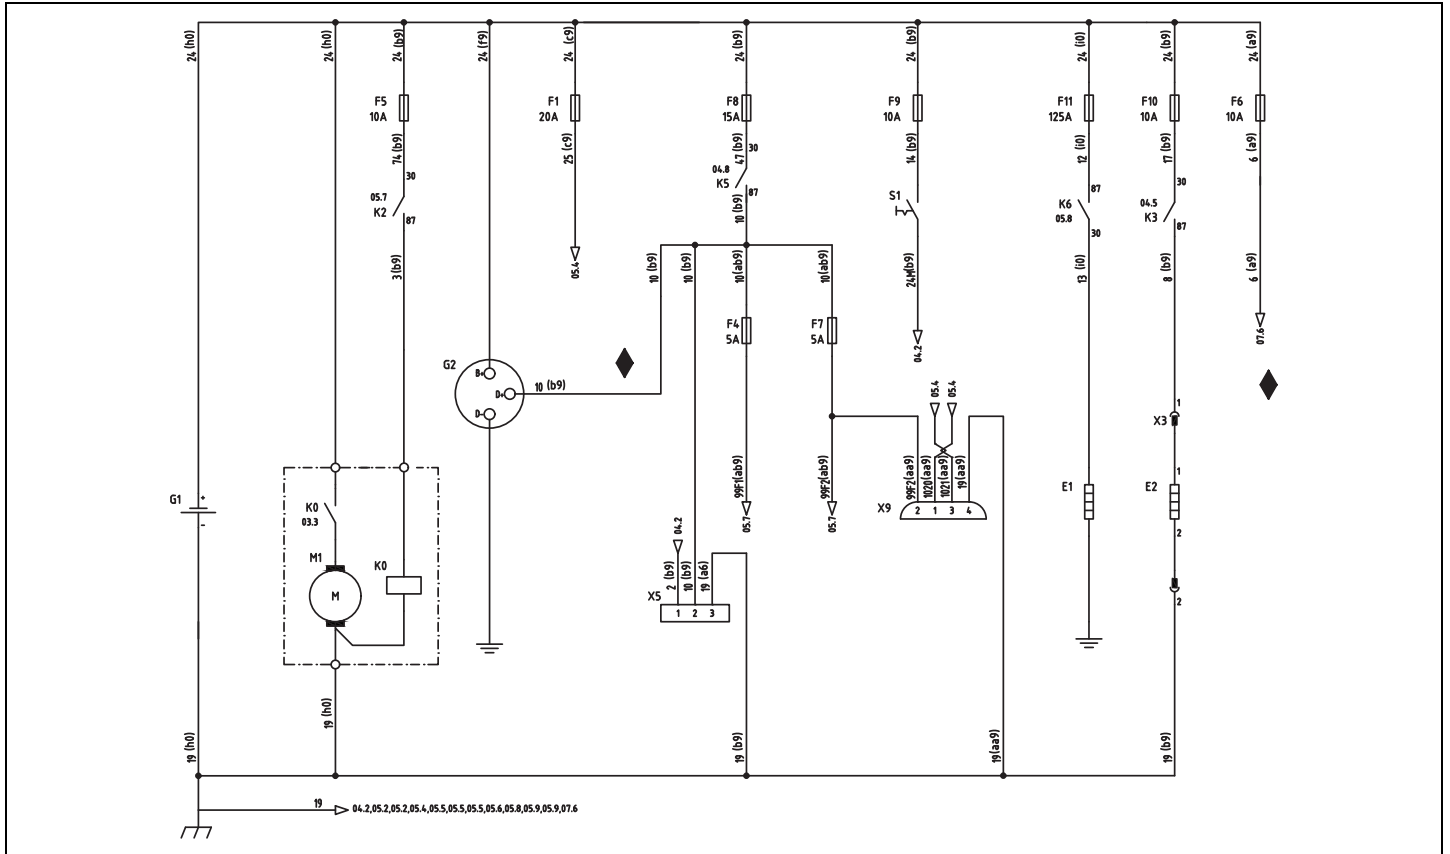 24 (h0)
24 (h0)
24 (b9)
24 (f9)
24 (c9)
24 (b9)
24 (b9)
24 (i0)
24 (b9)
24 (a9)
F5
10A
F1
20A
F8
15A
F9
10A
F11
125A
F10
10A
F6
10A
74 (b9)
25 (c9)
47 (b9)
30
14 (b9)
12 (i0)
17 (b9)
6 (a9)
30
05.7
K2
87
04.8
K5
87
10 (b9)
S1
87
K6
05.8
30
30
04.5
K3
87
3(b9)
05.4
10 (b9)
10 (b9)
10(ab9)
10(ab9)
24M(b9)
13 (i0)
8 (b9)
6 (a9)
F4
5A
F7
5A
04.2
07.6
G2
B+
D+
D-
10 (b9)
05.4
05.4
1
X3
99F1(ab9)
99F2(ab9)
99F2(aa9)
1020(aa9)
1021(aa9)
19(aa9)
1
G1
+
-
K0
03.3
05.7
05.7
X9
2
1
3
4
E1
E2
2
04.2
M1
M
K0
2 (b9)
10 (b9)
19 (a6)
X5
1
2
3
2
19 (h0)
19 (h0)
19 (b9)
19(aa9)
19 (b9)
19
04.2,05.2,05.2,05.4,05.5,05.5,05.5,05.6,05.8,05.9,05.9,07.6